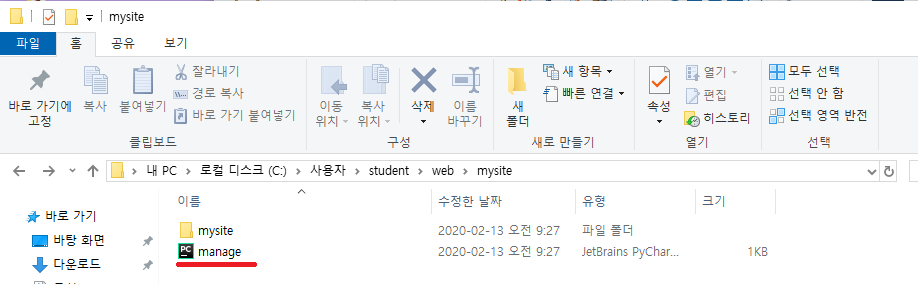 mysite
파일 홈 공유 보기
바로 가기에 고정
복사
붙여넣기
잘라내기
경로 복사
바로 가기 붙여넣기
클립보드
이동 위치
복사 위치
삭제
이름 바꾸기
구성
새 폴더
새 항목
빠른 연결
새로 만들기
속성
열기
편집
히스토리
열기
모두 선택
선택 안 함
선택 영역 반전
선택
내 PC > 로컬 디스크 (C:) > 사용자 > student > web > mysite
이름 수정한 날짜 유형 크기
바로 가기
바탕 화면
다운로드
mysite 2020-02-13 오전 9:27 파일 폴더
PC manage 2020-02-13 오전 9:27 JetBrains PyChar... 1KB